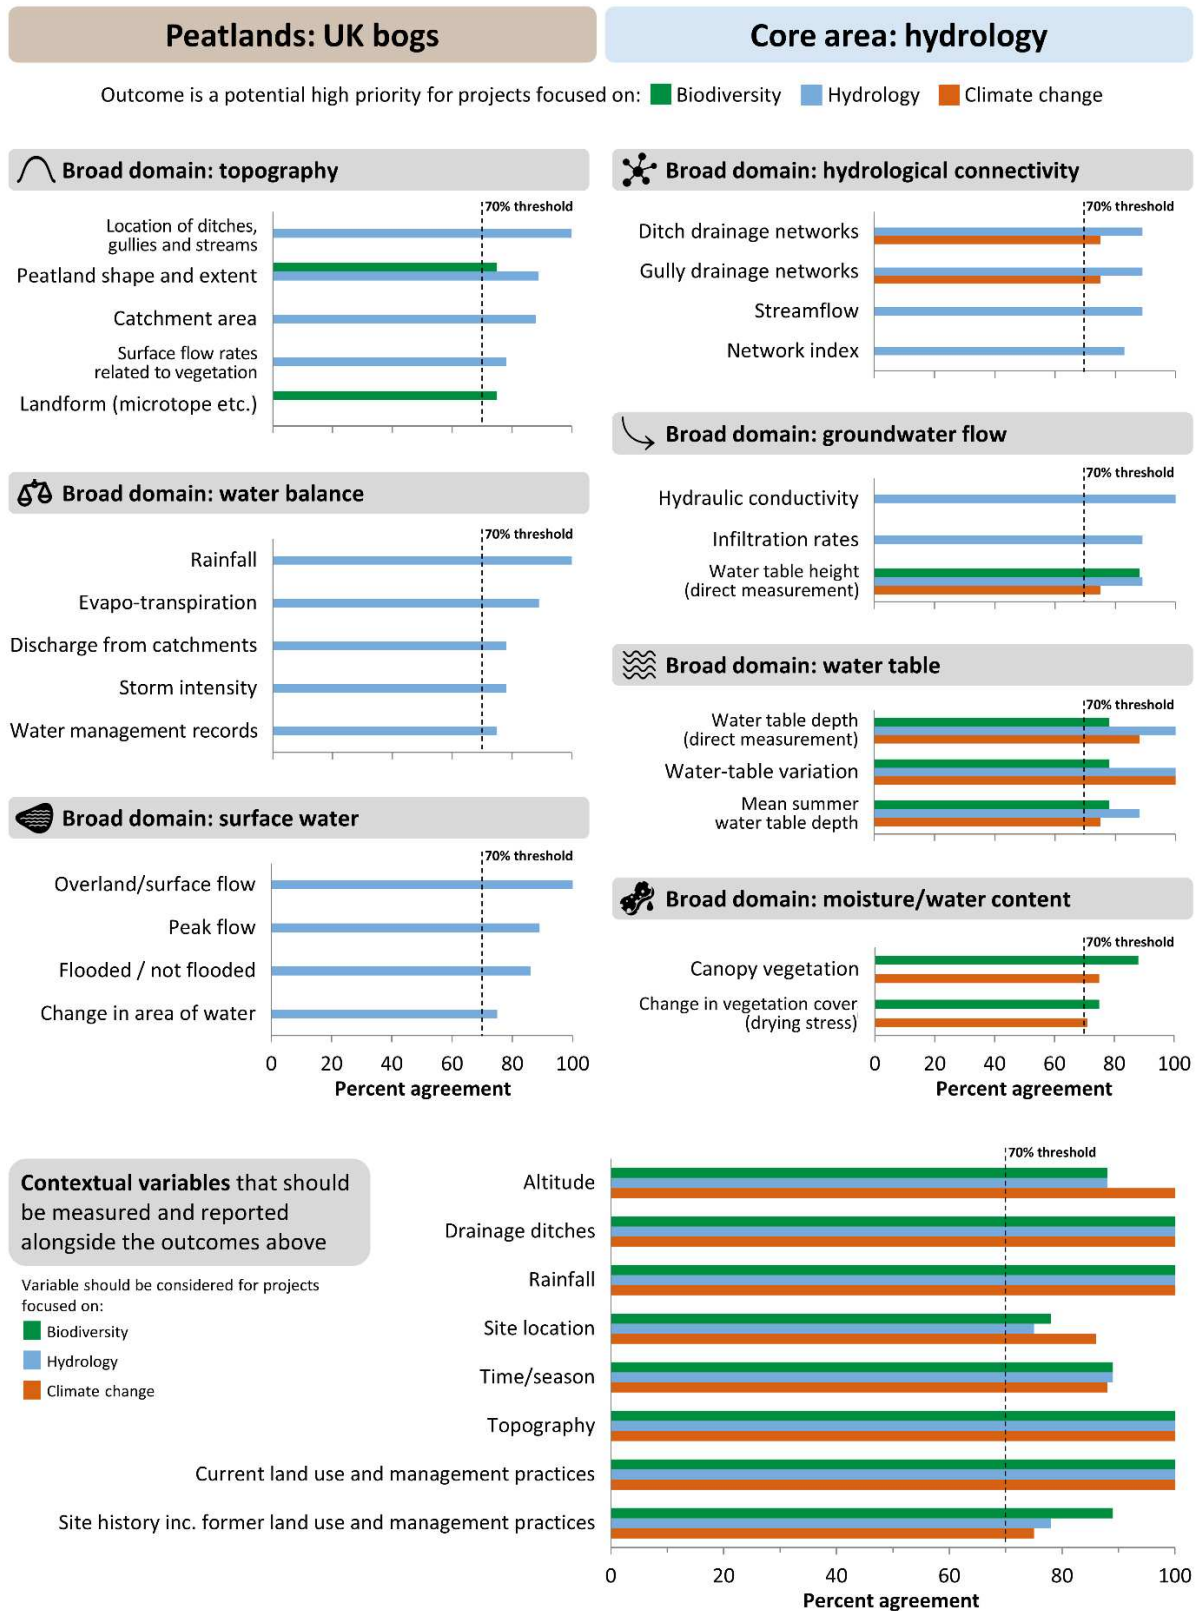 Peatlands: UK bogs
Core area: hydrology
Outcome is a potential high priority for projects focused on: Biodiversity Hydrology Climate change
Broad domain: topography
70% threshold
Location of ditches,
gullies and streams
Peatland shape and extent
Catchment area
Surface flow rates
related to vegetation
Landform (microtope etc.)
Broad domain: water balance
70% threshold
Rainfall
Evapo-transpiration
Discharge from catchments
Storm intensity
Water management records
Broad domain: surface water
70% threshold
Overland/surface flow
Peak flow
Flooded / not flooded
Change in area of water
0 20 40 60 80 100
Percent agreement
Broad domain: hydrological connectivity
70% threshold
Ditch drainage networks
Gully drainage networks
Streamflow
Network index
Broad domain: groundwater flow
70% threshold
Hydraulic conductivity
Infiltration rates
Water table height
(direct measurement)
Broad domain: water table
70% threshold
Water table depth
(direct measurement)
Water-table variation
Mean summer
water table depth
Broad domain: moisture/water content
70% threshold
Canopy vegetation
Change in vegetation cover
(drying stress)
0 20 40 60 80 100
Percent agreement
Contextual variables that should
be measured and reported
alongside the outcomes above
Variable should be considered for projects
focused on:
Biodiversity
Hydrology
Climate change
70% threshold
Altitude
Drainage ditches
Rainfall
Site location
Time/season
Topography
Current land use and management practices
Site history inc. former land use and management practices
0 20 40 60 80 100
Percent agreement